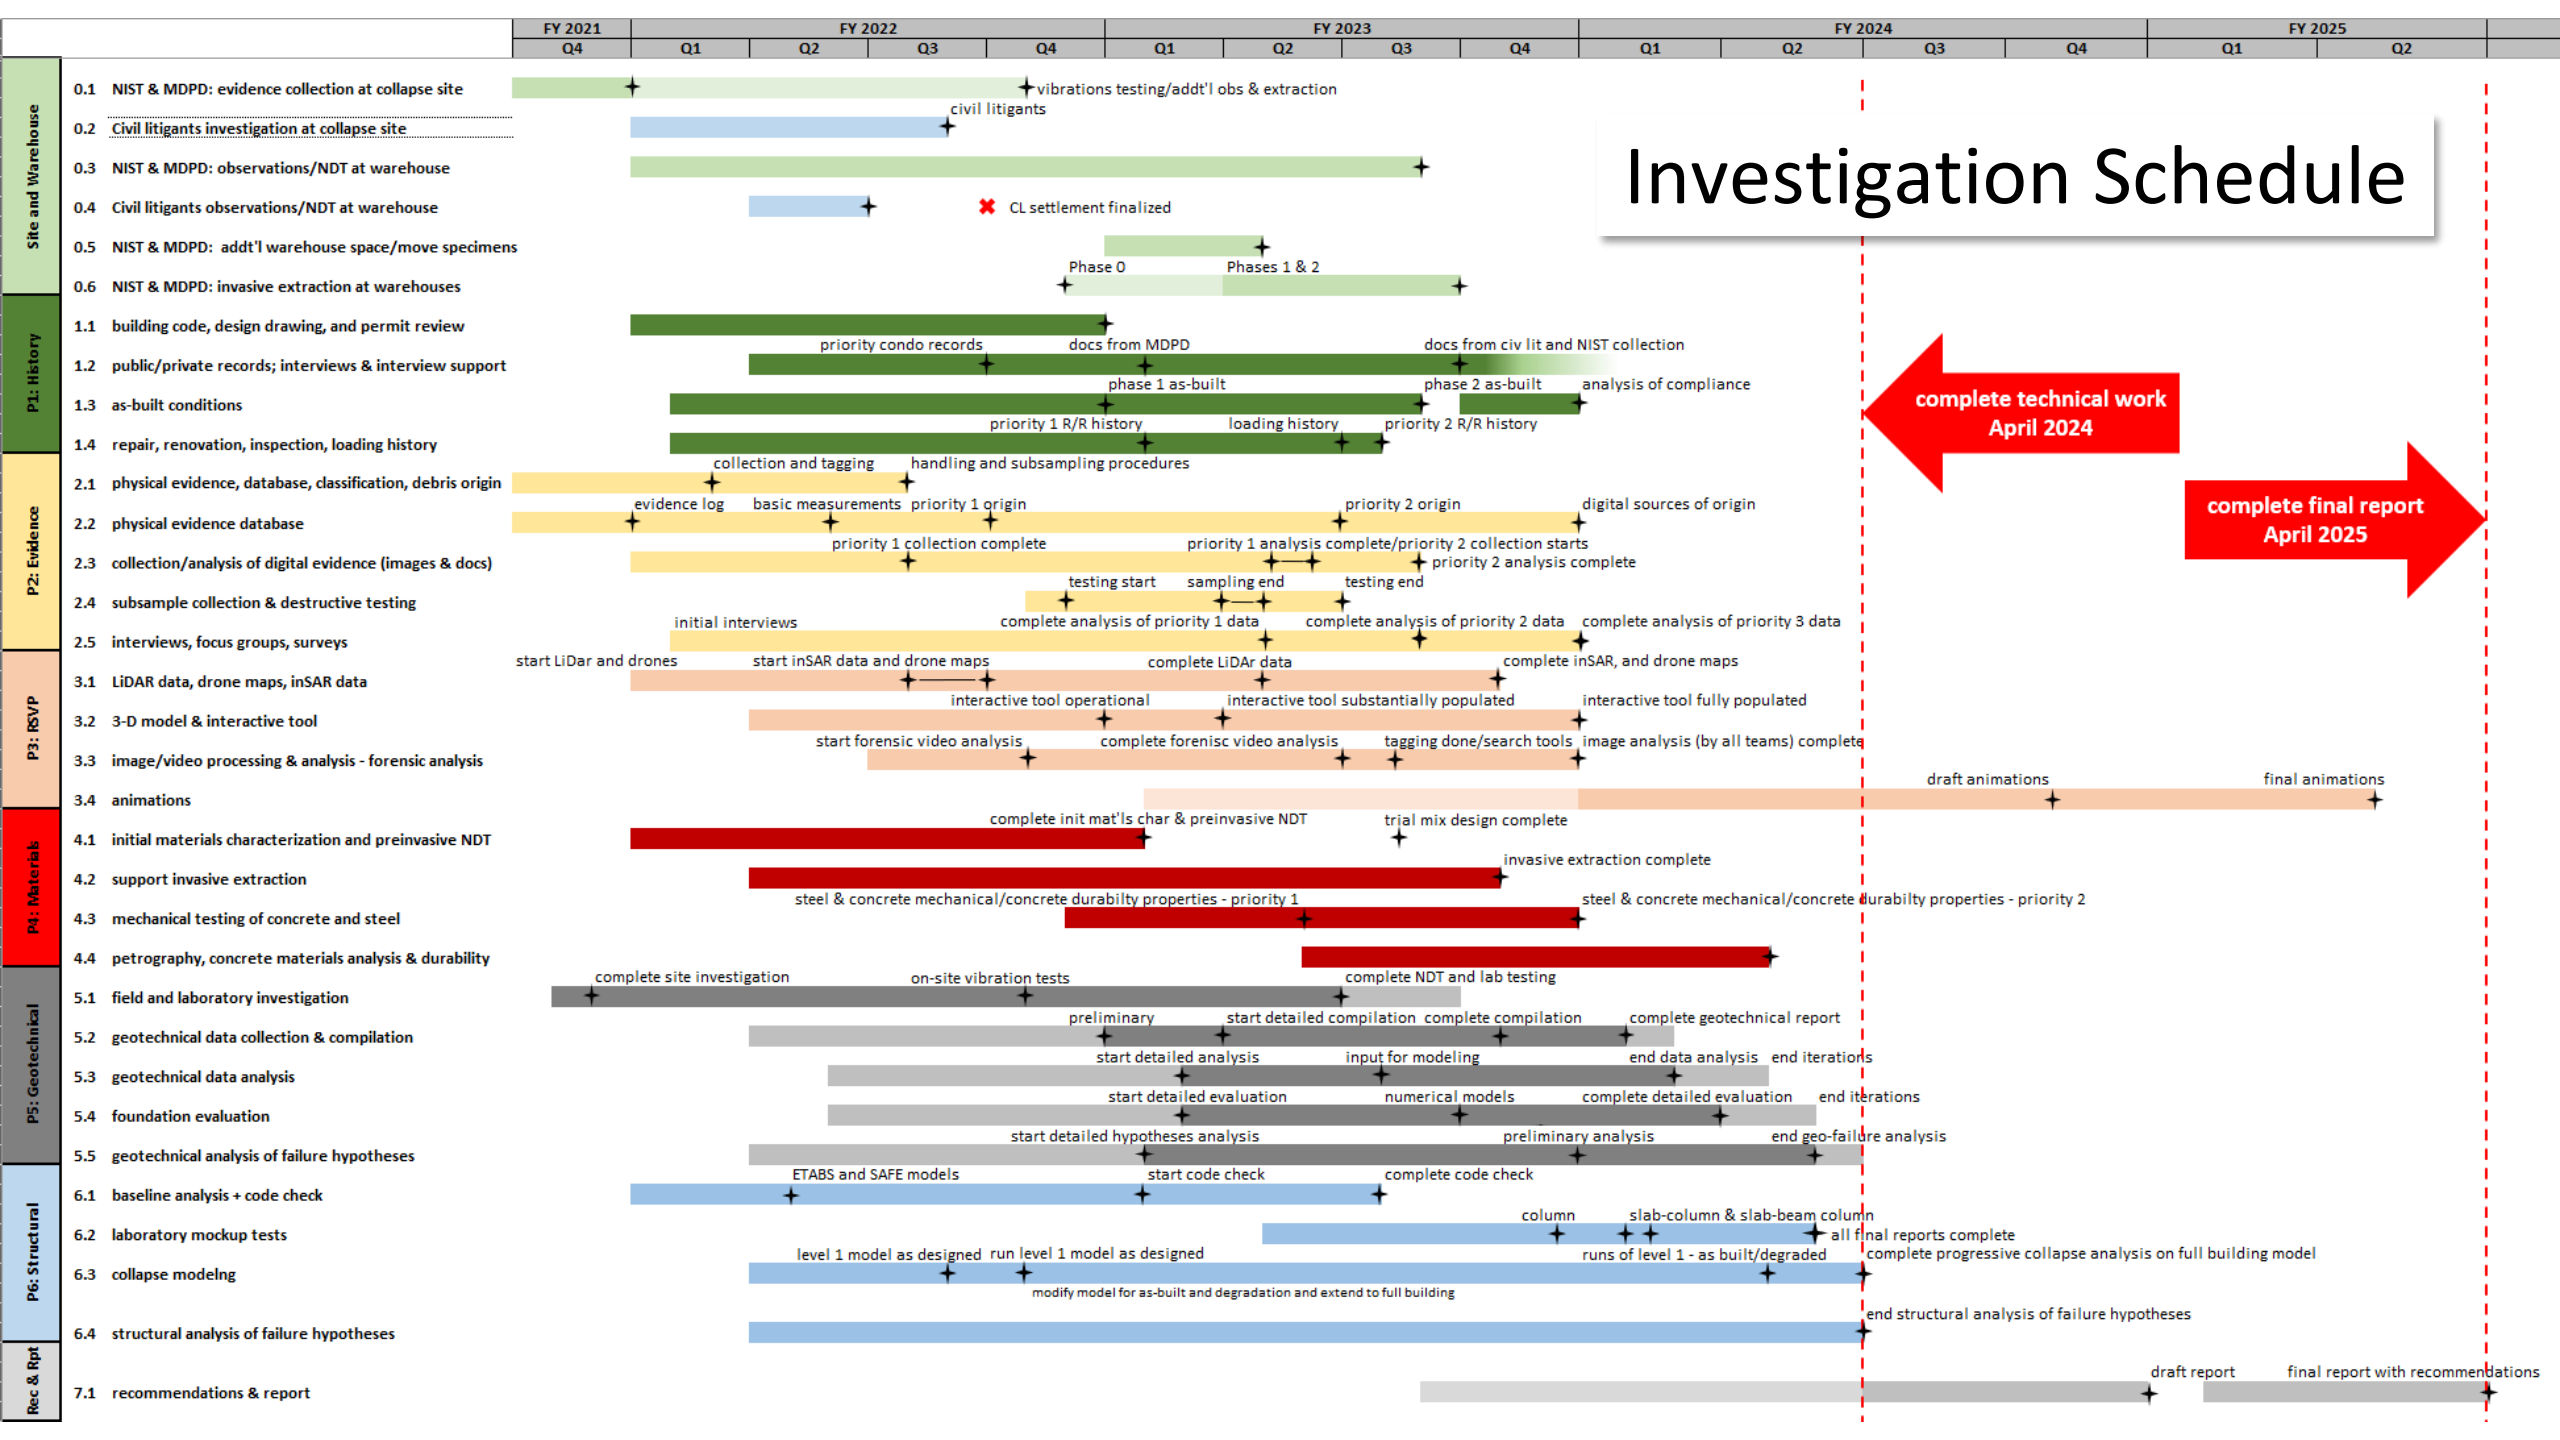 FY 2021 FY 2022 FY 2023 FY 2024 FY 2025
Q4 Q1 Q2 Q3 Q4 Q1 Q2 Q3 Q4 Q1 Q2 Q3 Q4 Q1 Q2
Investigation Schedule
Site and Warehouse
0.1 NIST & MDPD: evidence collection at collapse site
vibrations testing/addt'l obs & extraction
civil litigants
0.2 Civil litigants investigation at collapse site
0.3 NIST & MDPD: observations/NDT at warehouse
0.4 Civil litigants observations/NDT at warehouse
CL settlement finalized
0.5 NIST & MDPD: addt'l warehouse space/move specimens
Phase 0 Phases 1 & 2
0.6 NIST & MDPD: invasive extraction at warehouses
P1: History
1.1 building code, design drawing, and permit review
priority condo records docs from MDPD docs from civ lit and NIST collection
1.2 public/private records; interviews & interview support
phase 1 as-built phase 2 as-built analysis of compliance
1.3 as-built conditions
priority 1 R/R history loading history priority 2 R/R history
1.4 repair, renovation, inspection, loading history
complete technical work
April 2024
P2: Evidence
collection and tagging handling and subsampling procedures
2.1 physical evidence, database, classification, debris origin
evidence log basic measurements priority 1 origin priority 2 origin digital sources of origin
2.2 physical evidence database
complete final report
April 2025
priority 1 collection complete priority 1 analysis complete/priority 2 collection starts
2.3 collection/analysis of digital evidence (images & docs)
priority 2 analysis complete
testing start sampling end testing end
2.4 subsample collection & destructive testing
initial interviews complete analysis of priority 1 data complete analysis of priority 2 data complete analysis of priority 3 data
2.5 interviews, focus groups, surveys
P3: RSVP
start LiDar and drones start inSAR data and drone maps complete LiDAr data complete inSAR, and drone maps
3.1 LiDAR data, drone maps, inSAR data
interactive tool operational interactive tool substantially populated interactive tool fully populated
3.2 3-D model & interactive tool
start forensic video analysis complete forenisc video analysis tagging done/search tools image analysis (by all teams) complete
3.3 image/video processing & analysis - forensic analysis
draft animations final animations
3.4 animations
P4: Materials
complete init mat'ls char & preinvasive NDT trial mix design complete
4.1 initial materials characterization and preinvasive NDT
invasive extraction complete
4.2 support invasive extraction
steel & concrete mechanical/concrete durabilty properties - priority 1 steel & concrete mechanical/concrete durabilty properties - priority 2
4.3 mechanical testing of concrete and steel
4.4 petrography, concrete materials analysis & durability
P5: Geotechnical
complete site investigation on-site vibration tests complete NDT and lab testing
5.1 field and laboratory investigation
preliminary start detailed compilation complete compilation complete geotechnical report
5.2 geotechnical data collection & compilation
start detailed analysis input for modeling end data analysis end iterations
5.3 geotechnical data analysis
start detailed evaluation numerical models complete detailed evaluation end iterations
5.4 foundation evaluation
start detailed hypotheses analysis preliminary analysis end geo-failure analysis
5.5 geotechnical analysis of failure hypotheses
P6: Structural
ETABS and SAFE models start code check complete code check
6.1 baseline analysis + code check
column slab-column & slab-beam column
6.2 laboratory mockup tests
all final reports complete
level 1 model as designed run level 1 model as designed runs of level 1 - as built/degraded complete progressive collapse analysis on full building model
6.3 collapse modelng
modify model for as-built and degradation and extend to full building
end structural analysis of failure hypotheses
6.4 structural analysis of failure hypotheses
Rec & Rpt
draft report final report with recommendations
7.1 recommendations & report